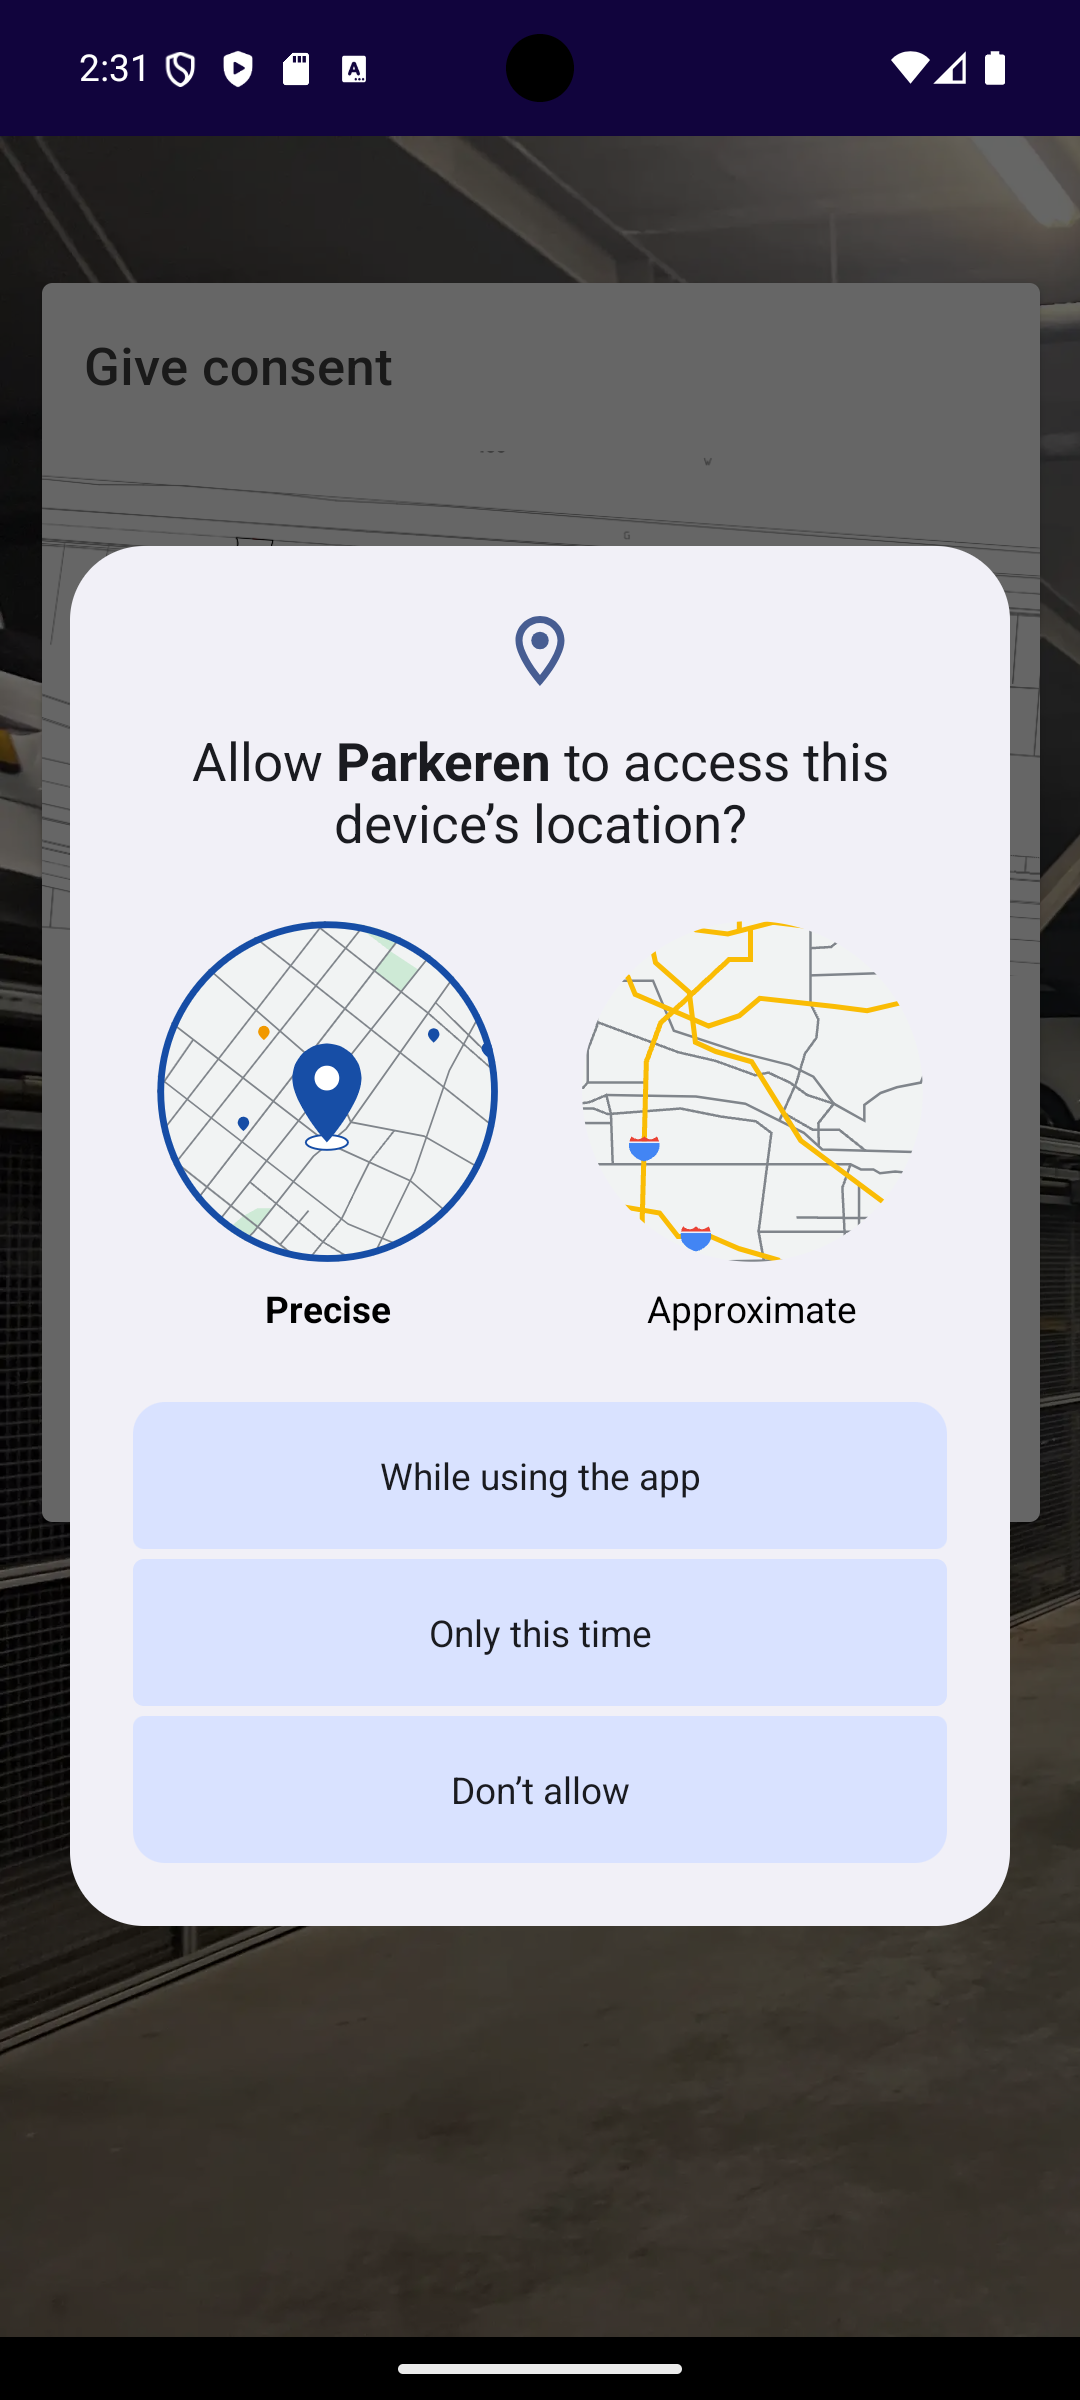 2:31
Give consent
Allow Parkeren to access this
device’s location?
Precise
Approximate
While using the app
Only this time
Don’t allow